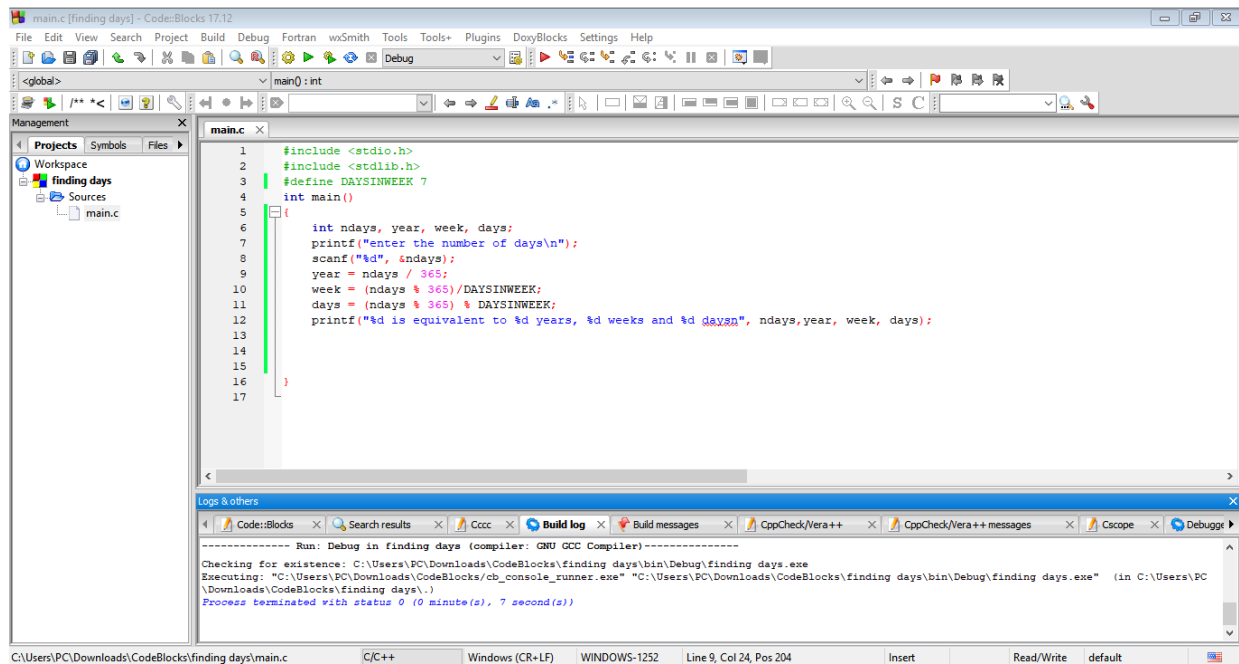 main.c [finding days] - Code::Blocks 17.12
File Edit View Search Project Build Debug Fortran wxSmith Tools Tools+ Plugins DoxyBlocks Settings Help
Debug
<global> main() : int
/** *<
S C
Management
main.c
Projects Symbols Files
Workspace
finding days
Sources
main.c
1 #include <stdio.h>
2 #include <stdlib.h>
3 #define DAYSINWEEK 7
4 int main()
5 {
6 int ndays, year, week, days;
7 printf("enter the number of days\n");
8 scanf("%d", &ndays);
9 year = ndays / 365;
10 week = (ndays % 365)/DAYSINWEEK;
11 days = (ndays % 365) % DAYSINWEEK;
12 printf("%d is equivalent to %d years, %d weeks and %d daysn", ndays,year, week, days);
13
14
15
16 }
17
Logs & others
Code::Blocks Search results Cccc Build log Build messages CppCheck/Vera++ CppCheck/Vera++ messages Cscope Debugge
-------------- Run: Debug in finding days (compiler: GNU GCC Compiler)---------------
Checking for existence: C:\Users\PC\Downloads\CodeBlocks\finding days\bin\Debug\finding days.exe
Executing: "C:\Users\PC\Downloads\CodeBlocks/cb_console_runner.exe" "C:\Users\PC\Downloads\CodeBlocks\finding days\bin\Debug\finding days.exe" (in C:\Users\PC
\Downloads\CodeBlocks\finding days\.)
Process terminated with status 0 (0 minute(s), 7 second(s))
C:\Users\PC\Downloads\CodeBlocks\finding days\main.c C/C++ Windows (CR+LF) WINDOWS-1252 Line 9, Col 24, Pos 204 Insert Read/Write default